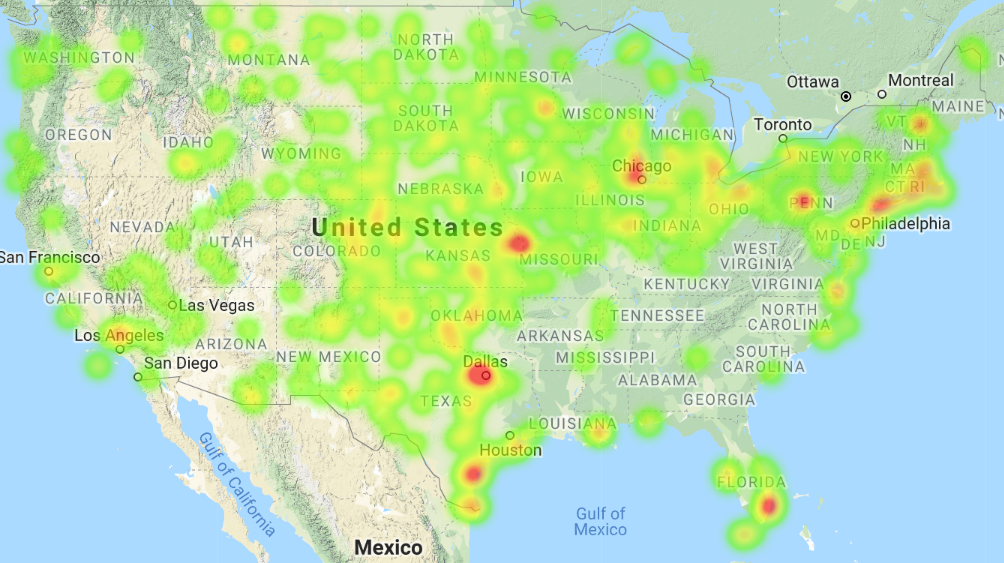 WASHINGTON
MONTANA
NORTH
DAKOTA
MINNESOTA
Ottawa
Montreal
MAINE
OREGON
IDAHO
WYOMING
SOUTH
DAKOTA
WISCONSIN
MICHIGAN
Toronto
VT
NH
NEW YORK
MA
CT RI
NEBRASKA
IOWA
Chicago
ILLINOIS
INDIANA
OHIO
PENN
Philadelphia
MD
DE
NJ
United States
NEVADA
UTAH
COLORADO
KANSAS
MISSOURI
WEST
VIRGINIA
KENTUCKY
VIRGINIA
San Francisco
CALIFORNIA
Las Vegas
Los Angeles
San Diego
ARIZONA
NEW MEXICO
OKLAHOMA
ARKANSAS
TENNESSEE
NORTH
CAROLINA
Dallas
MISSISSIPPI
SOUTH
CAROLINA
ALABAMA
GEORGIA
TEXAS
LOUISIANA
Houston
FLORIDA
Gulf of California
Gulf of
Mexico
Mexico